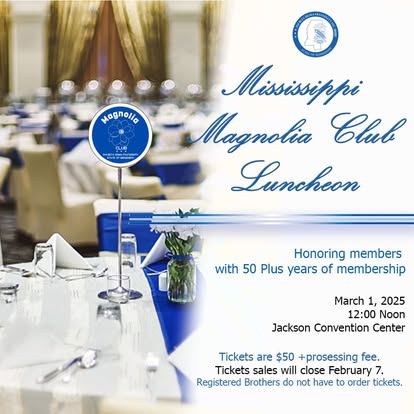 Mississippi
Magnolia Club
Luncheon
Magnolia
CLUB
Honoring members
with 50 Plus years of membership
March 1, 2025
12:00 Noon
Jackson Convention Center
Tickets are $50 +prosessing fee.
Tickets sales will close February 7.
Registered Brothers do not have to order tickets.